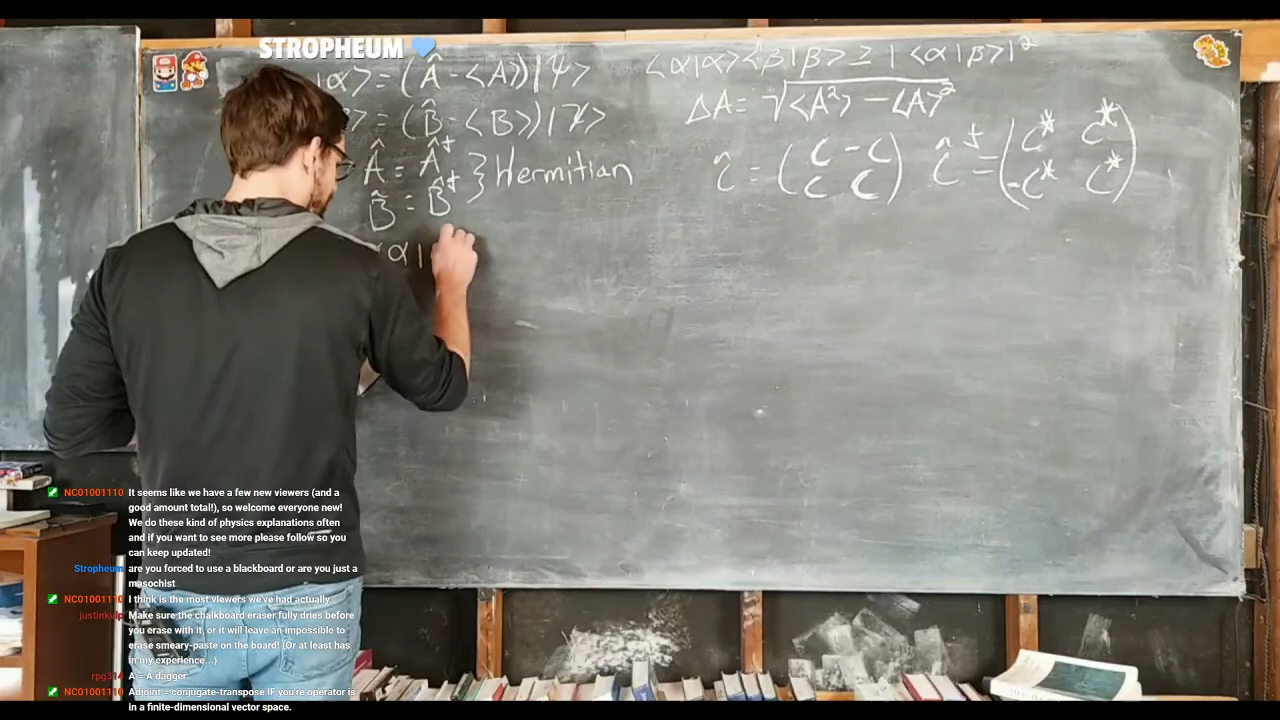 STROPHEUM 💙
|α> = (Â - <A>)|ψ>
> = (B̂ - <B>)|ψ>
Â = Â†
B̂ = B̂†
} Hermitian
<α|
<α|α><β|β> ≥ |<α|β>|²
ΔA = √<A²> - <A>²
Ĉ = (C - C
C C)
Ĉ† = (C* C*
-C* C*)
NC01001110 It seems like we have a few new viewers (and a
good amount total!), so welcome everyone new!
We do these kind of physics explanations often
and if you want to see more please follow so you
can keep updated!
Stropheum are you forced to use a blackboard or are you just a
masochist
NC01001110 I think is the most viewers we've had actually.
Make sure the chalkboard eraser fully dries before
you erase with it, or it will leave an impossible to
erase smeary-paste on the board! (Or at least has
in my experience...)
A = A dagger
NC01001110 Adjoint = conjugate-transpose IF you're operator is
in a finite-dimensional vector space.